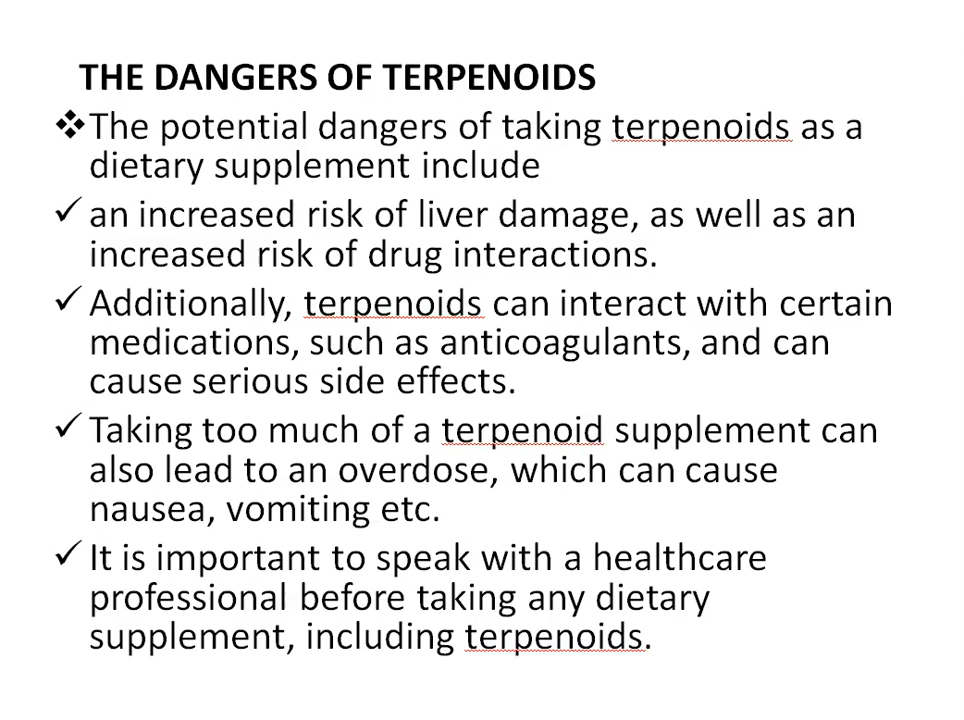 THE DANGERS OF TERPENOIDS
❖The potential dangers of taking terpenoids as a
dietary supplement include
✓ an increased risk of liver damage, as well as an
increased risk of drug interactions.
✓ Additionally, terpenoids can interact with certain
medications, such as anticoagulants, and can
cause serious side effects.
✓ Taking too much of a terpenoid supplement can
also lead to an overdose, which can cause
nausea, vomiting etc.
✓ It is important to speak with a healthcare
professional before taking any dietary
supplement, including terpenoids.